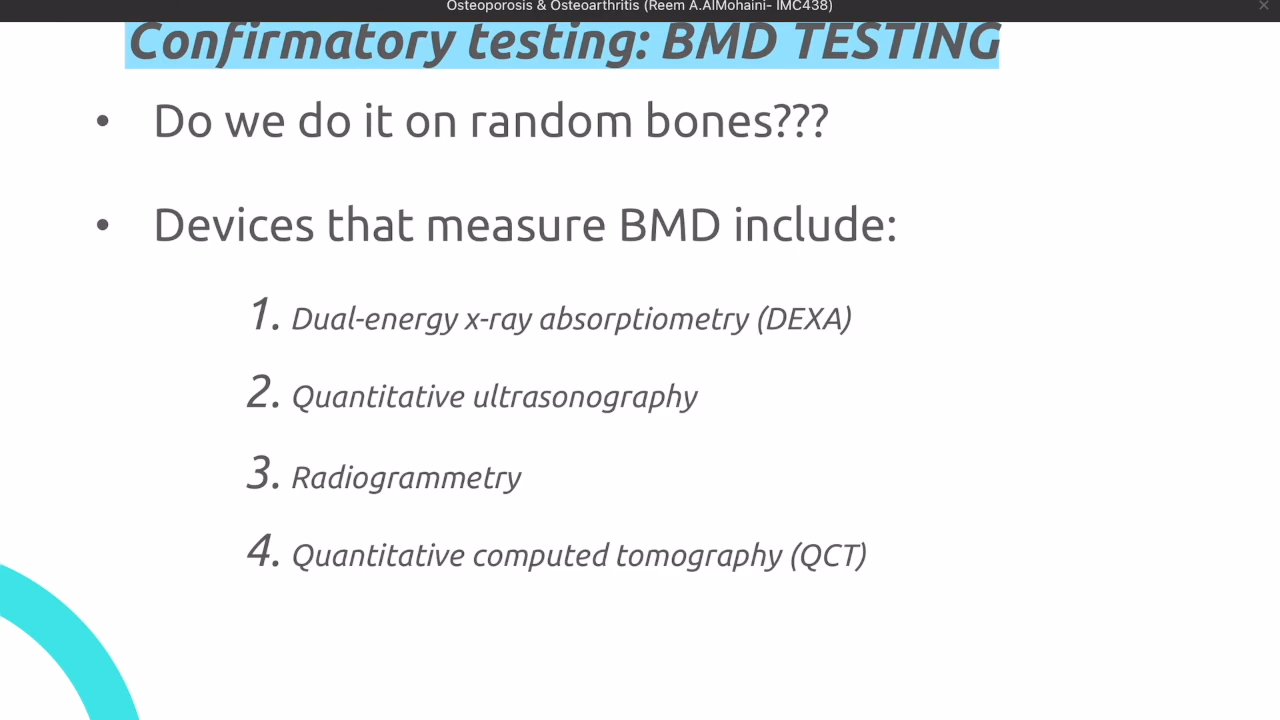 Osteoporosis & Osteoarthritis (Reem A.AlMohaini- IMC438)
Confirmatory testing: BMD TESTING
• Do we do it on random bones???
• Devices that measure BMD include:
1. Dual-energy x-ray absorptiometry (DEXA)
2. Quantitative ultrasonography
3. Radiogrammetry
4. Quantitative computed tomography (QCT)